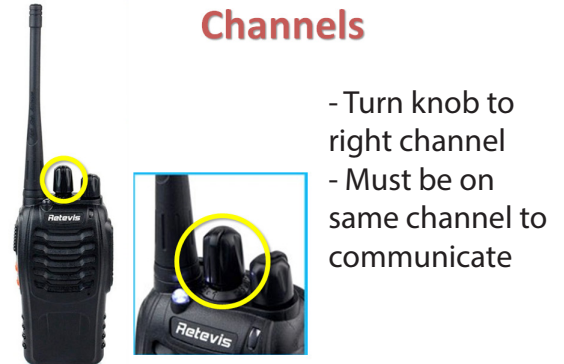 Channels
- Turn knob to
right channel
- Must be on
same channel to
communicate
Retevis
Retevis